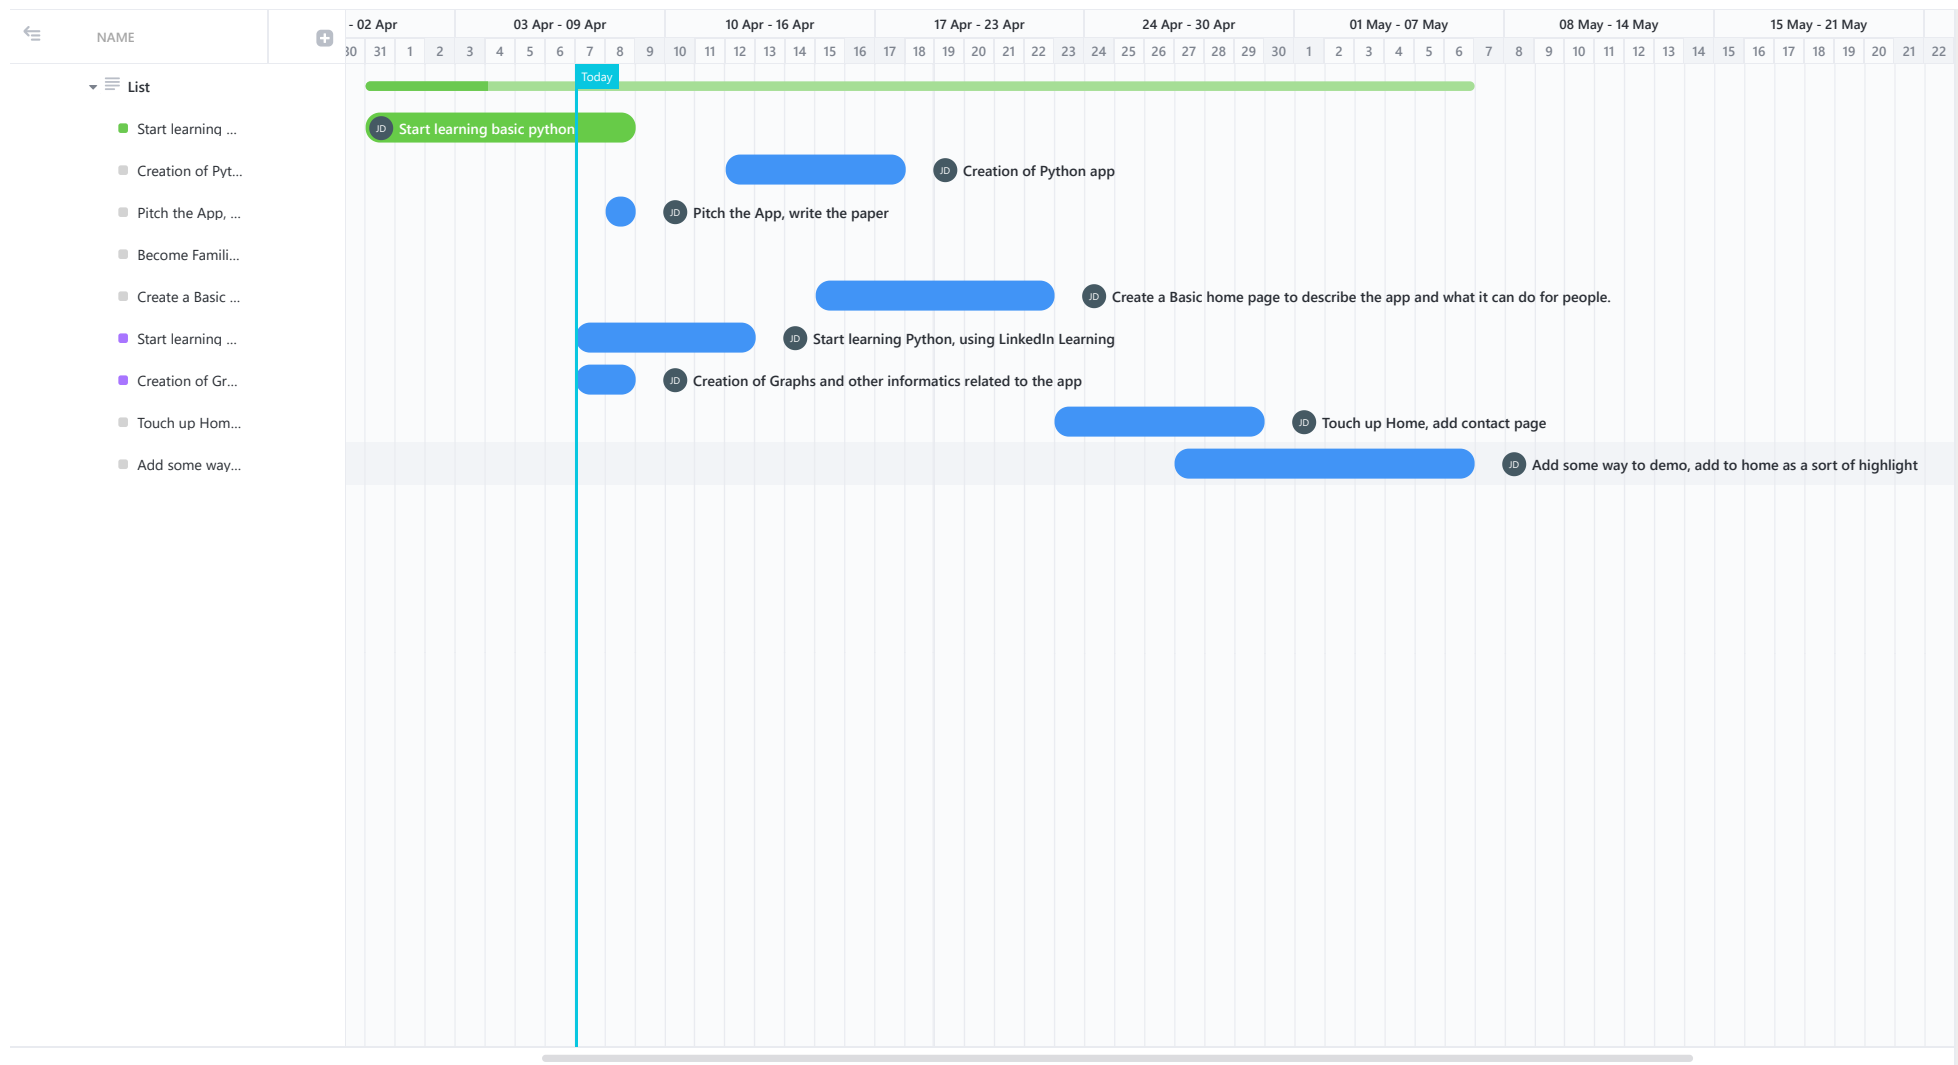 NAME
- 02 Apr 03 Apr - 09 Apr 10 Apr - 16 Apr 17 Apr - 23 Apr 24 Apr - 30 Apr 01 May - 07 May 08 May - 14 May 15 May - 21 May
30 31 1 2 3 4 5 6 7 8 9 10 11 12 13 14 15 16 17 18 19 20 21 22 23 24 25 26 27 28 29 30 1 2 3 4 5 6 7 8 9 10 11 12 13 14 15 16 17 18 19 20 21 22
Today
List
Start learning ... JD Start learning basic python
Creation of Pyt... JD Creation of Python app
Pitch the App, ... JD Pitch the App, write the paper
Become Famili...
Create a Basic ... JD Create a Basic home page to describe the app and what it can do for people.
Start learning ... JD Start learning Python, using LinkedIn Learning
Creation of Gr... JD Creation of Graphs and other informatics related to the app
Touch up Hom... JD Touch up Home, add contact page
Add some way... JD Add some way to demo, add to home as a sort of highlight